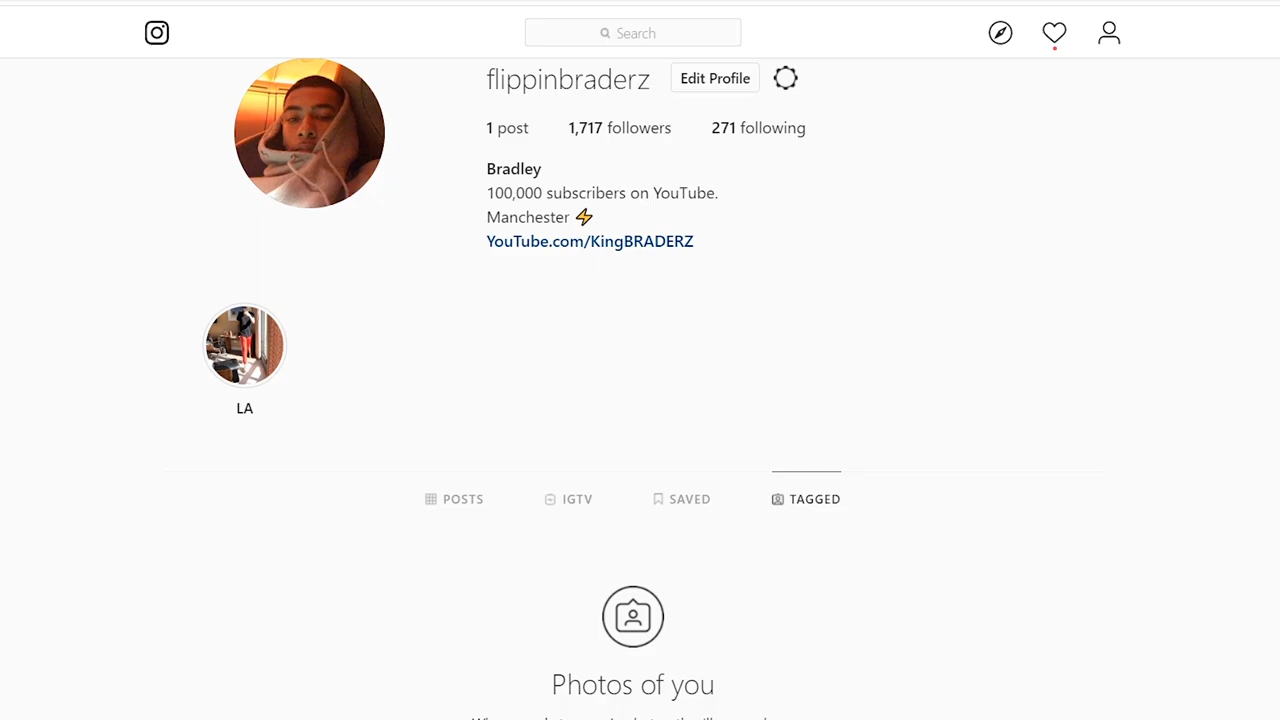 Search
flippinbraderz Edit Profile
1 post 1,717 followers 271 following
Bradley
100,000 subscribers on YouTube.
Manchester ⚡
YouTube.com/KingBRADERZ
LA
POSTS IGTV SAVED TAGGED
Photos of you